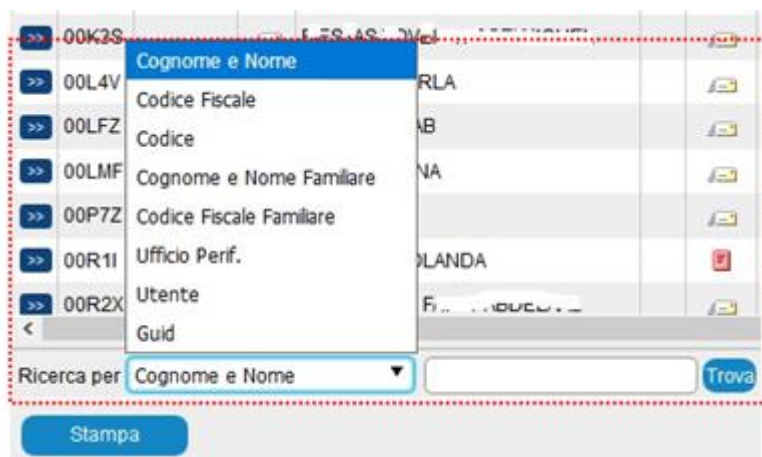 >> 00K3S
Cognome e Nome
>> 00L4V RLA
Codice Fiscale
>> 00LFZ AB
Codice
>> 00LMF NA
Cognome e Nome Familiare
>> 00P7Z
Codice Fiscale Familiare
>> 00R1I OLANDA
Ufficio Perif.
Utente
>> 00R2X
Guid
Ricerca per Cognome e Nome Trova
Stampa